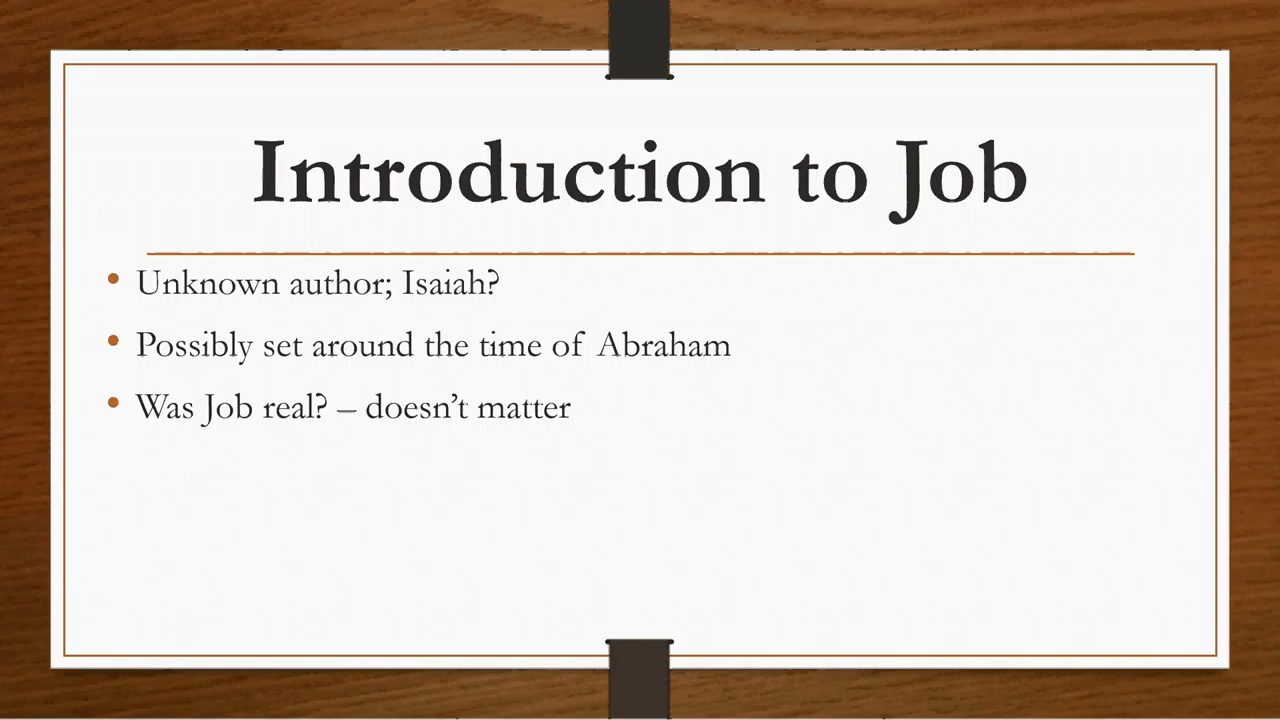 Introduction to Job
• Unknown author; Isaiah?
• Possibly set around the time of Abraham
• Was Job real? – doesn’t matter